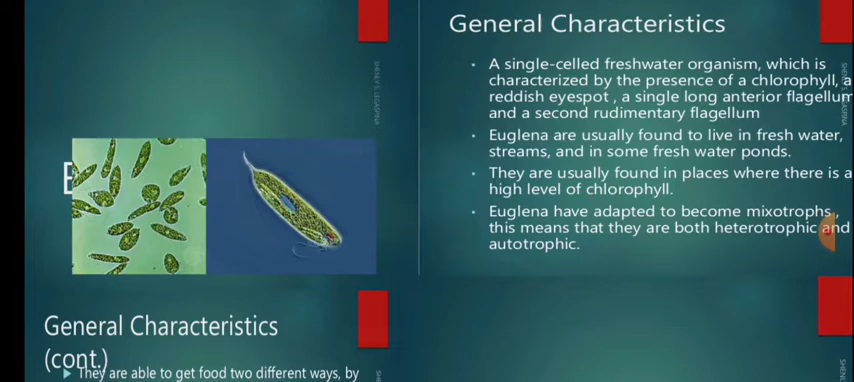 E
SHENLY S. LEGASPINA
General Characteristics
(cont.)
They are able to get food two different ways, by
General Characteristics
A single-celled freshwater organism, which is
characterized by the presence of a chlorophyll, a
reddish eyespot , a single long anterior flagellum
and a second rudimentary flagellum
Euglena are usually found to live in fresh water,
streams, and in some fresh water ponds.
They are usually found in places where there is a
high level of chlorophyll.
Euglena have adapted to become mixotrophs ,
this means that they are both heterotrophic and
autotrophic.